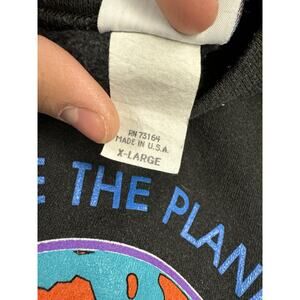 RN 73164
MADE IN U.S.A.
X-LARGE
THE PLAN